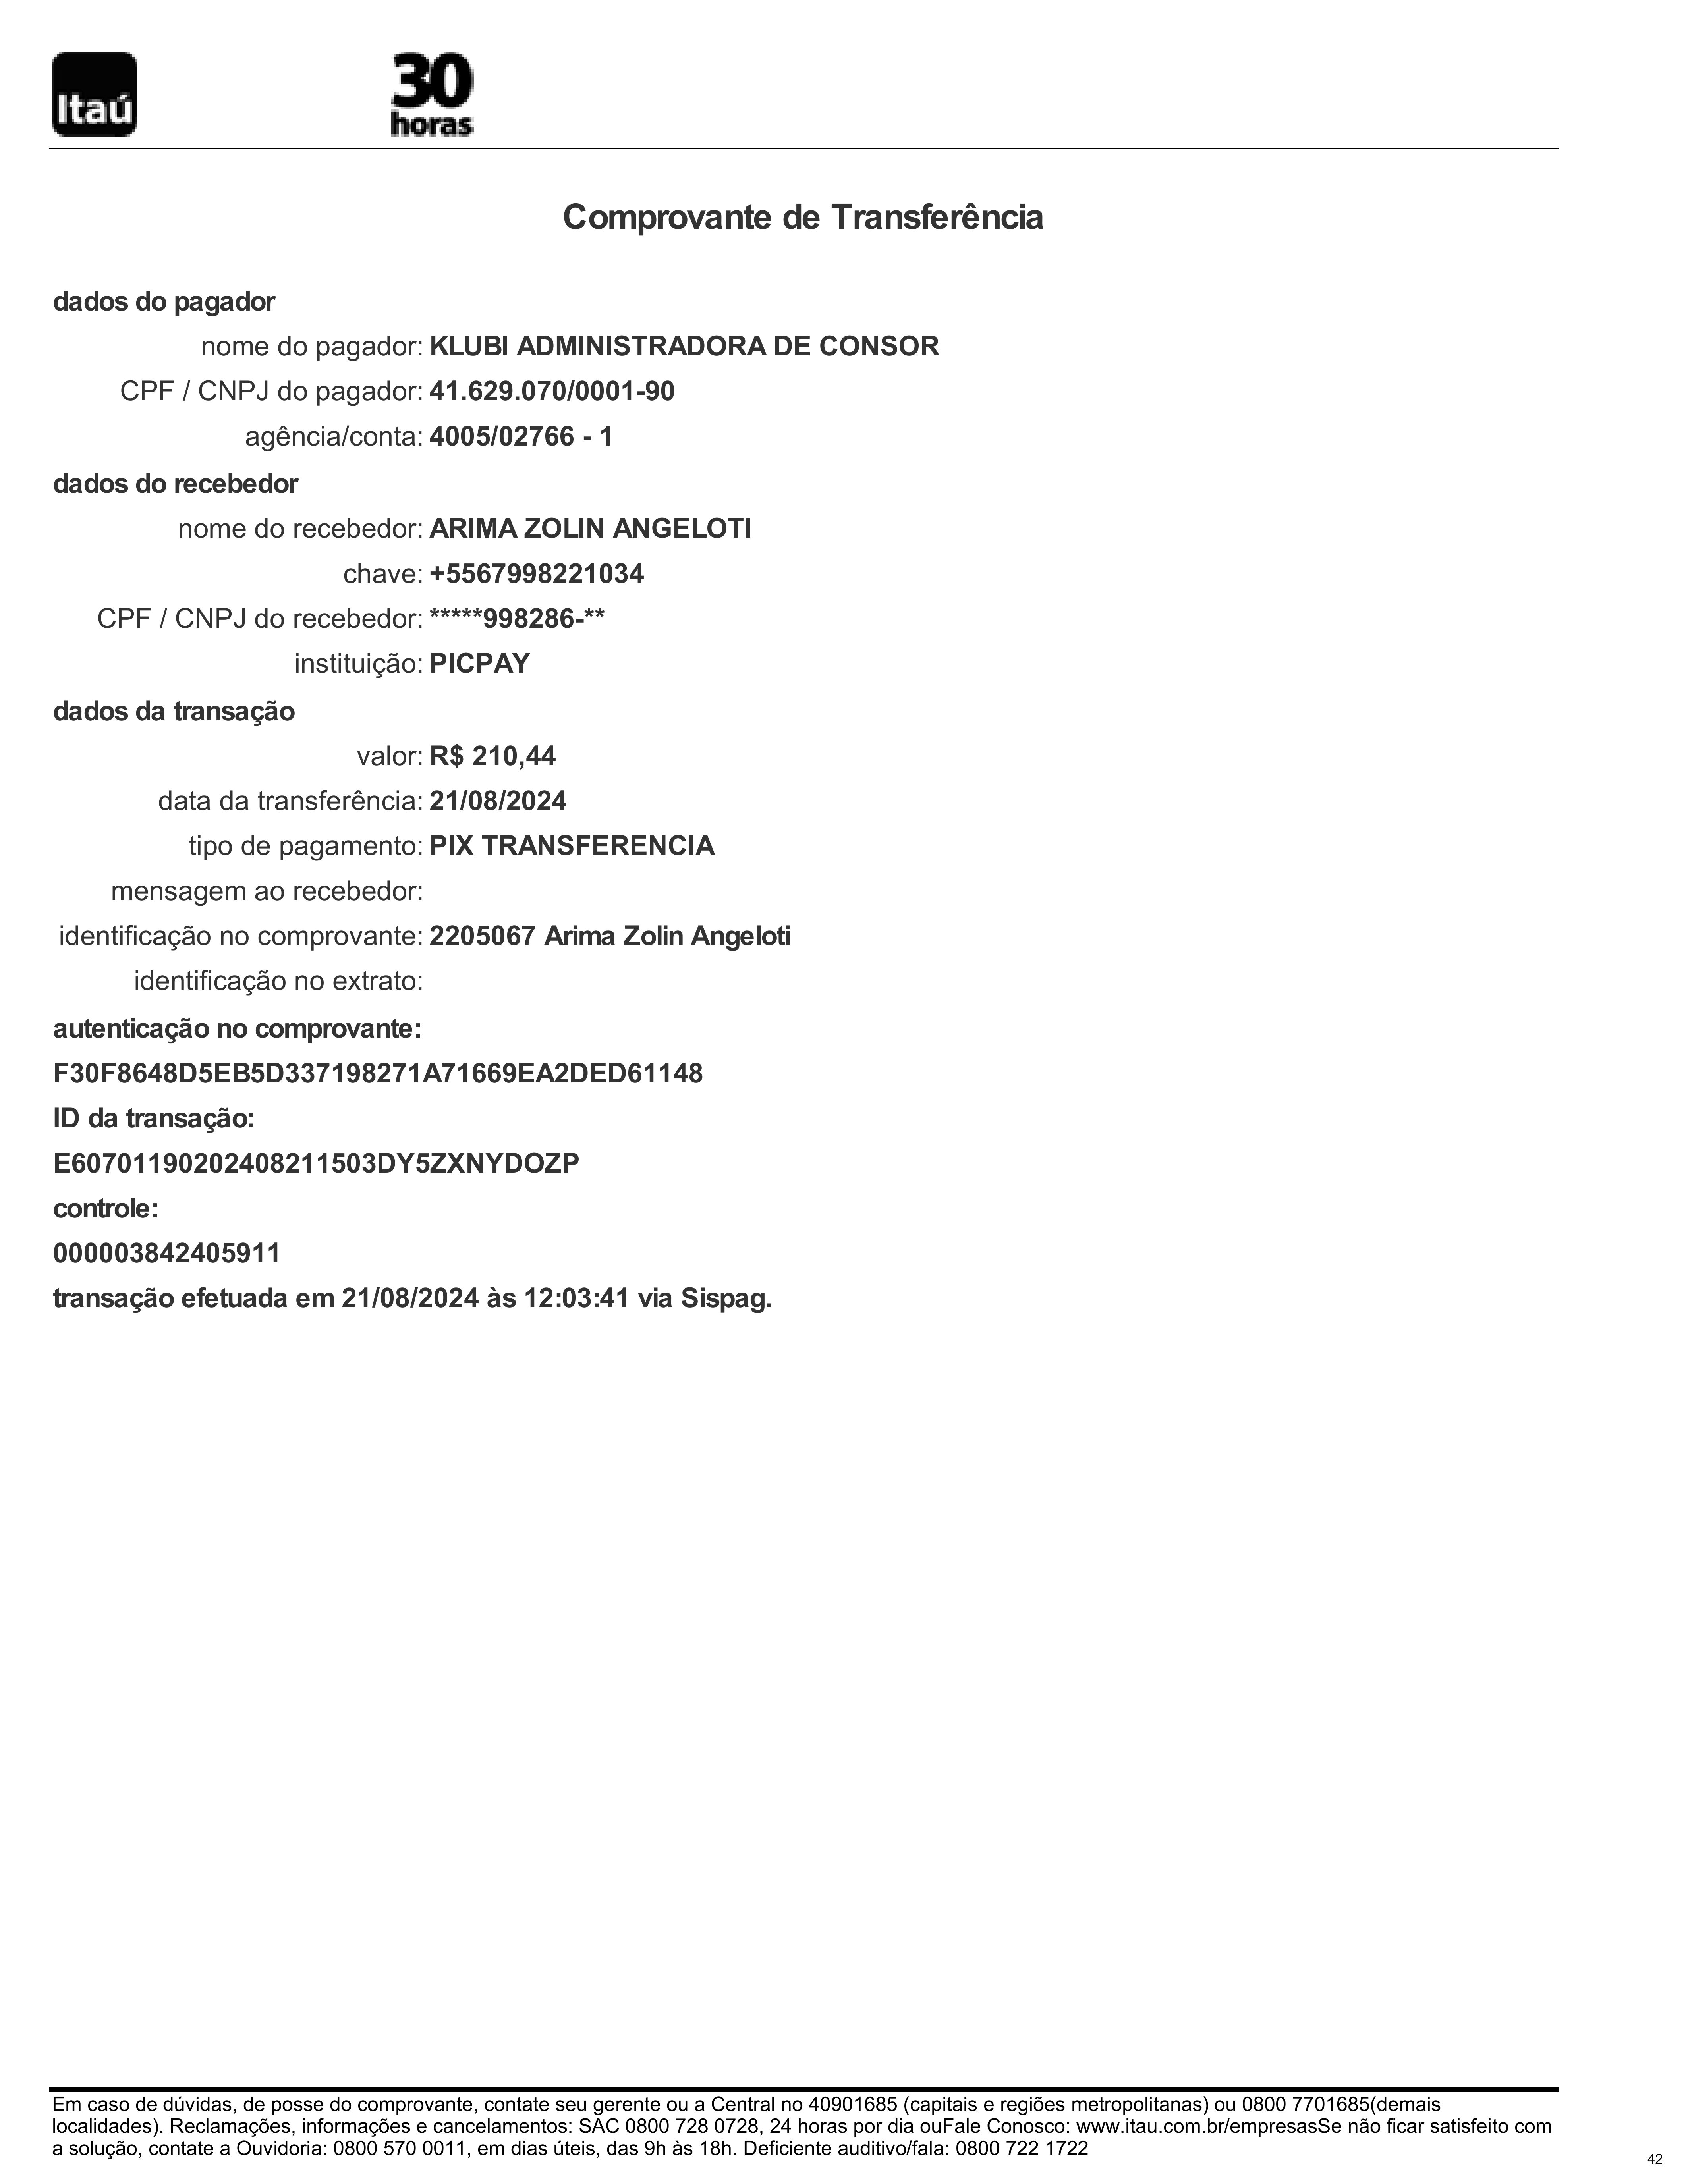 Itaú
30
horas
Comprovante de Transferência
dados do pagador
nome do pagador: KLUBI ADMINISTRADORA DE CONSOR
CPF / CNPJ do pagador: 41.629.070/0001-90
agência/conta: 4005/02766 - 1
dados do recebedor
nome do recebedor: ARIMA ZOLIN ANGELOTI
chave: +5567998221034
CPF / CNPJ do recebedor: *****998286-**
instituição: PICPAY
dados da transação
valor: R$ 210,44
data da transferência: 21/08/2024
tipo de pagamento: PIX TRANSFERENCIA
mensagem ao recebedor:
identificação no comprovante: 2205067 Arima Zolin Angeloti
identificação no extrato:
autenticação no comprovante:
F30F8648D5EB5D337198271A71669EA2DED61148
ID da transação:
E60701190202408211503DY5ZXNYDOZP
controle:
000003842405911
transação efetuada em 21/08/2024 às 12:03:41 via Sispag.
Em caso de dúvidas, de posse do comprovante, contate seu gerente ou a Central no 40901685 (capitais e regiões metropolitanas) ou 0800 7701685(demais
localidades). Reclamações, informações e cancelamentos: SAC 0800 728 0728, 24 horas por dia ouFale Conosco: www.itau.com.br/empresasSe não ficar satisfeito com
a solução, contate a Ouvidoria: 0800 570 0011, em dias úteis, das 9h às 18h. Deficiente auditivo/fala: 0800 722 1722
42